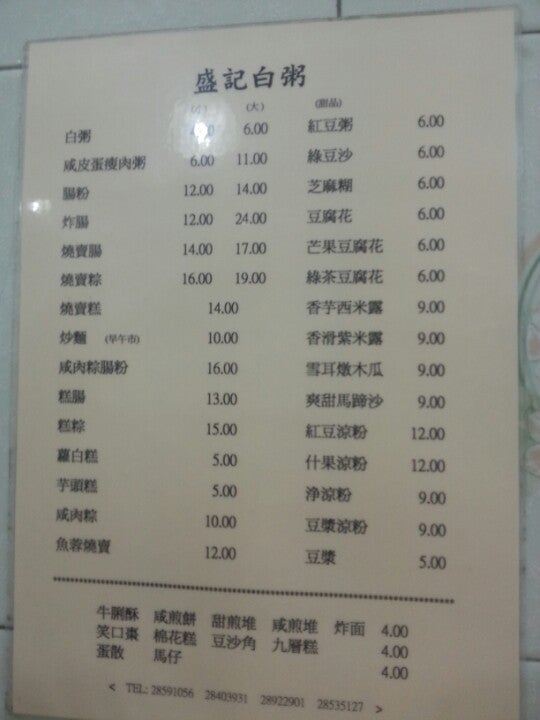 盛記白粥
(小) (大) (甜品)
白粥 6.00 紅豆粥 6.00
咸皮蛋瘦肉粥 6.00 11.00 綠豆沙 6.00
腸粉 12.00 14.00 芝麻糊 6.00
炸腸 12.00 24.00 豆腐花 6.00
燒賣腸 14.00 17.00 芒果豆腐花 6.00
燒賣粽 16.00 19.00 綠茶豆腐花 6.00
燒賣糕 14.00 香芋西米露 9.00
炒麵 (早午市) 10.00 香滑紫米露 9.00
咸肉粽腸粉 16.00 雪耳燉木瓜 9.00
糕腸 13.00 爽甜馬蹄沙 9.00
糕粽 15.00 紅豆涼粉 12.00
蘿白糕 5.00 什果涼粉 12.00
芋頭糕 5.00 净涼粉 9.00
咸肉粽 10.00 豆漿涼粉 9.00
魚蓉燒賣 12.00 豆漿 5.00
牛脷酥 咸煎餅 甜煎堆 咸煎堆 炸面 4.00
笑口棗 棉花糕 豆沙角 九層糕 4.00
蛋散 馬仔 4.00
< TEL: 28591056 28403931 28922901 28535127 >